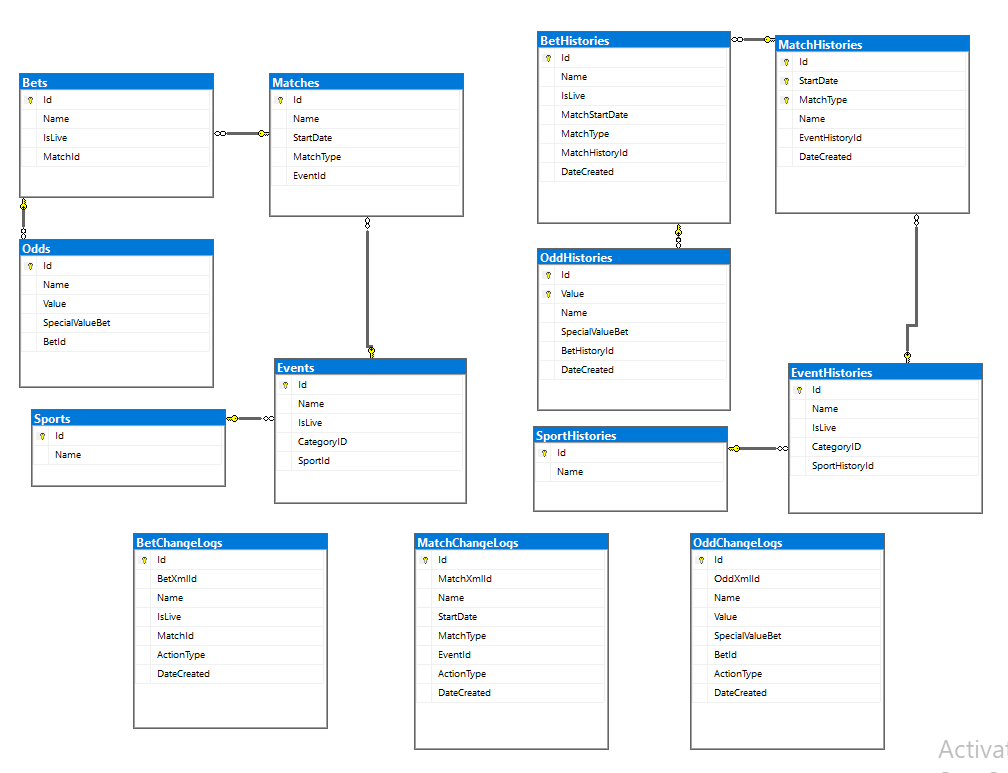 Bets
Id
Name
IsLive
MatchId
Matches
Id
Name
StartDate
MatchType
EventId
Odds
Id
Name
Value
SpecialValueBet
BetId
Events
Id
Name
IsLive
CategoryID
SportId
Sports
Id
Name
BetHistories
Id
Name
IsLive
MatchStartDate
MatchType
MatchHistoryId
DateCreated
MatchHistories
Id
StartDate
MatchType
Name
EventHistoryId
DateCreated
OddHistories
Id
Value
Name
SpecialValueBet
BetHistoryId
DateCreated
EventHistories
Id
Name
IsLive
CategoryID
SportHistoryId
SportHistories
Id
Name
BetChangeLogs
Id
BetXmlId
Name
IsLive
MatchId
ActionType
DateCreated
MatchChangeLogs
Id
MatchXmlId
Name
StartDate
MatchType
EventId
ActionType
DateCreated
OddChangeLogs
Id
OddXmlId
Name
Value
SpecialValueBet
BetId
ActionType
DateCreated
Activat